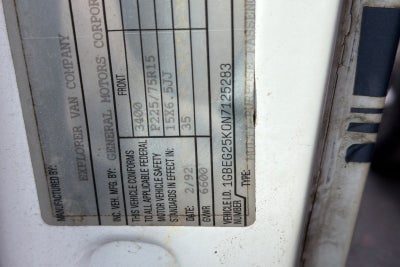 MANUFACTURED BY:
EXPLORER VAN COMPANY
INC. VEH. MFG. BY: GENERAL MOTORS CORPOR
FRONT
THIS VEHICLE CONFORMS 3400
TO ALL APPLICABLE FEDERAL P225/75R15
MOTOR VEHICLE SAFETY 15X6.5JJ
STANDARDS IN EFFECT IN: 35
DATE: 2/92
GVWR 6600
VEHICLE I.D. NUMBER 1GBEG25K0N7125283
TYPE